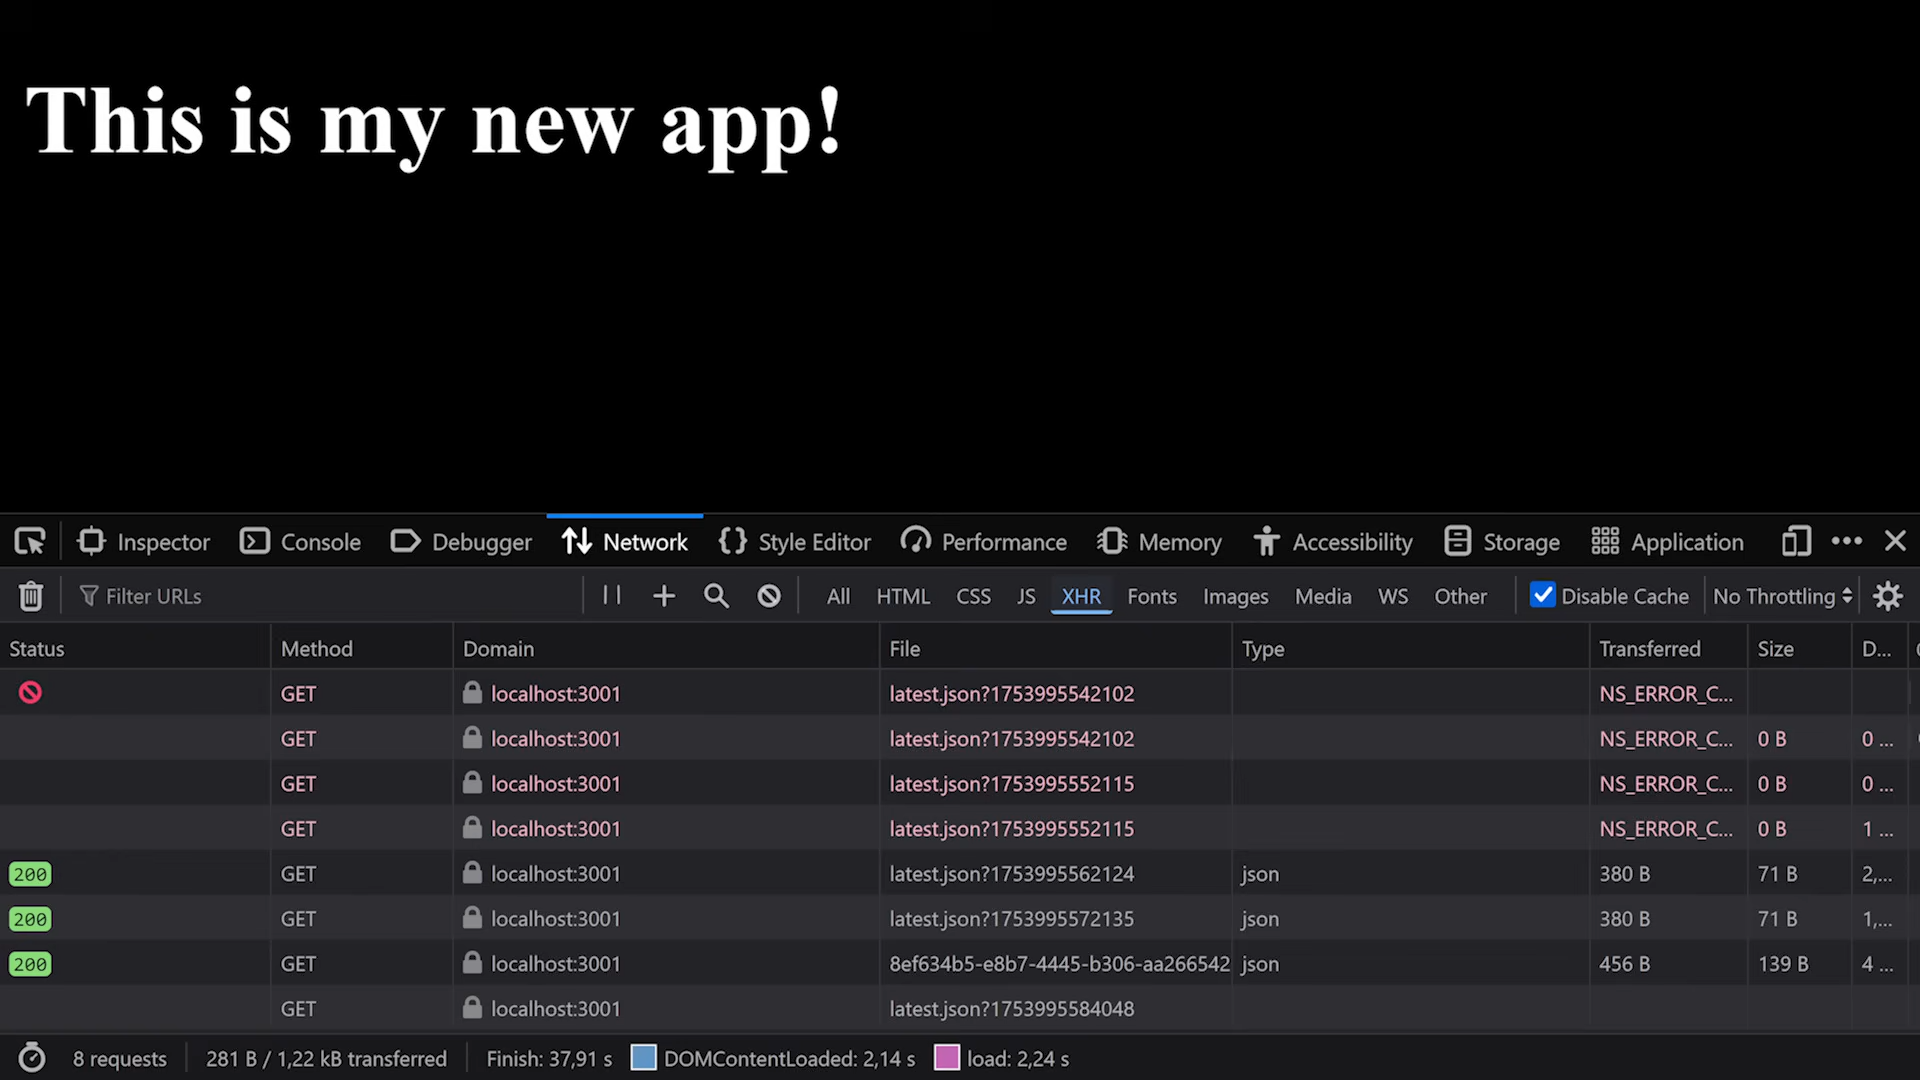 This is my new app!
Inspector Console Debugger Network Style Editor Performance Memory Accessibility Storage Application
Filter URLs All HTML CSS JS XHR Fonts Images Media WS Other Disable Cache No Throttling
Status Method Domain File Type Transferred Size D...
GET localhost:3001 latest.json?1753995542102 NS_ERROR_C...
GET localhost:3001 latest.json?1753995542102 NS_ERROR_C... 0 B 0 ...
GET localhost:3001 latest.json?1753995552115 NS_ERROR_C... 0 B 0 ...
GET localhost:3001 latest.json?1753995552115 NS_ERROR_C... 0 B 1 ...
200 GET localhost:3001 latest.json?1753995562124 json 380 B 71 B 2,...
200 GET localhost:3001 latest.json?1753995572135 json 380 B 71 B 1,...
200 GET localhost:3001 8ef634b5-e8b7-4445-b306-aa266542 json 456 B 139 B 4 ...
GET localhost:3001 latest.json?1753995584048
8 requests 281 B / 1,22 kB transferred Finish: 37,91 s DOMContentLoaded: 2,14 s load: 2,24 s